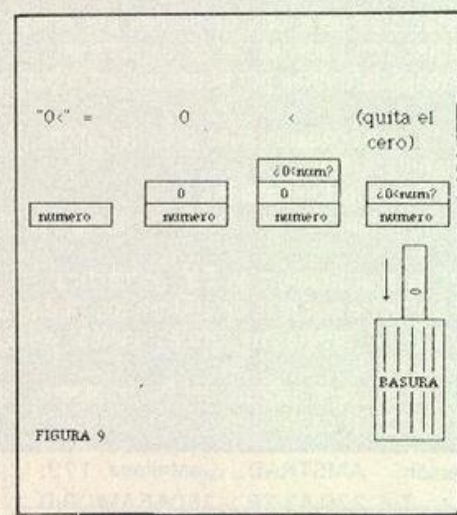 "0<" = 0 < (quita el
cero)
¿0<num?
0 0 ¿0<num?
numero numero numero numero
0
BASURA
FIGURA 9